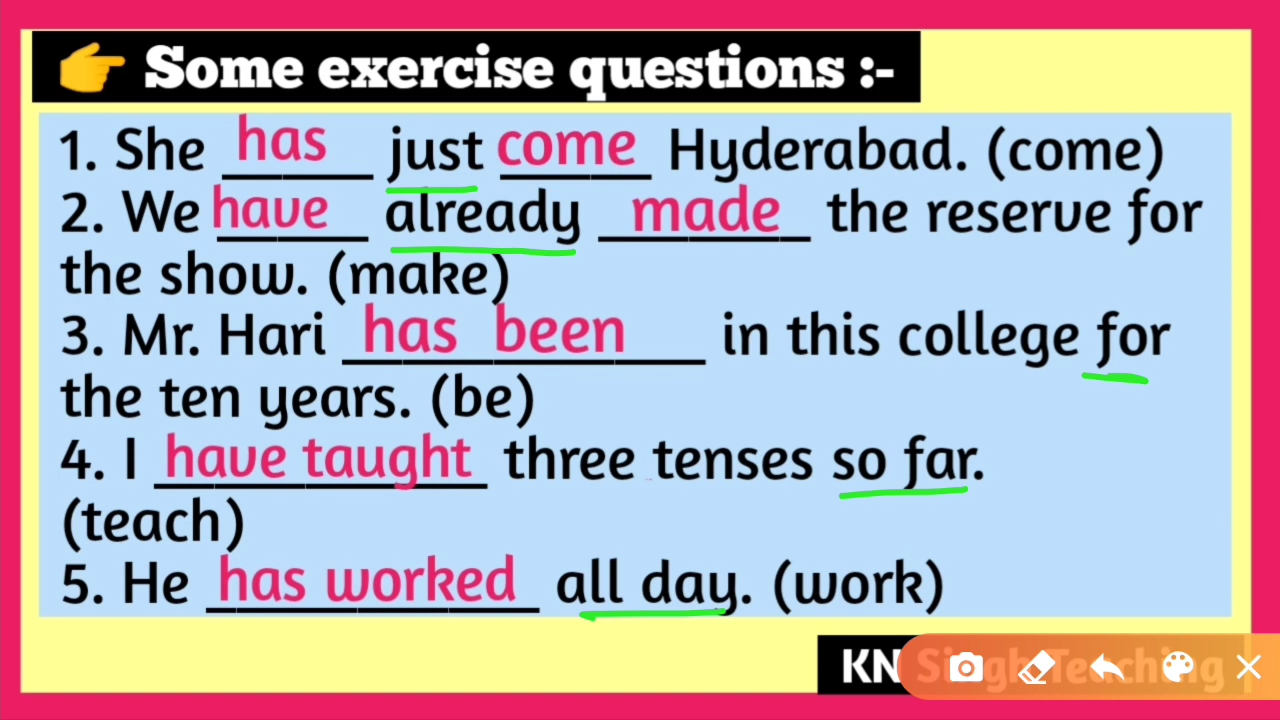 👉 Some exercise questions :-
1. She has just come Hyderabad. (come)
2. We have already made the reserve for
the show. (make)
3. Mr. Hari has been in this college for
the ten years. (be)
4. I have taught three tenses so far.
(teach)
5. He has worked all day. (work)
KN Singh Teaching